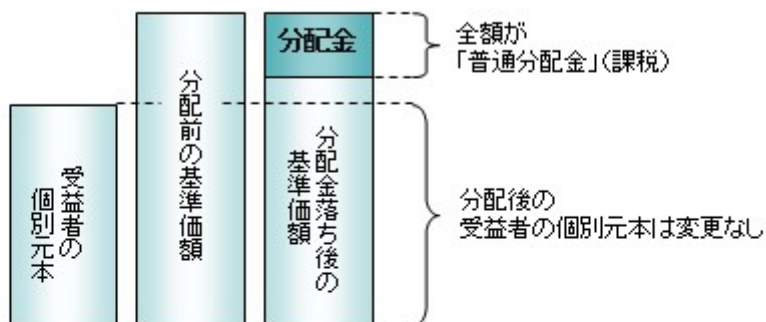 受益者の
個別元本
分配前の基準価額
分配金
分配金落ち後の
基準価額
全額が
「普通分配金」(課税)
分配後の
受益者の個別元本は変更なし